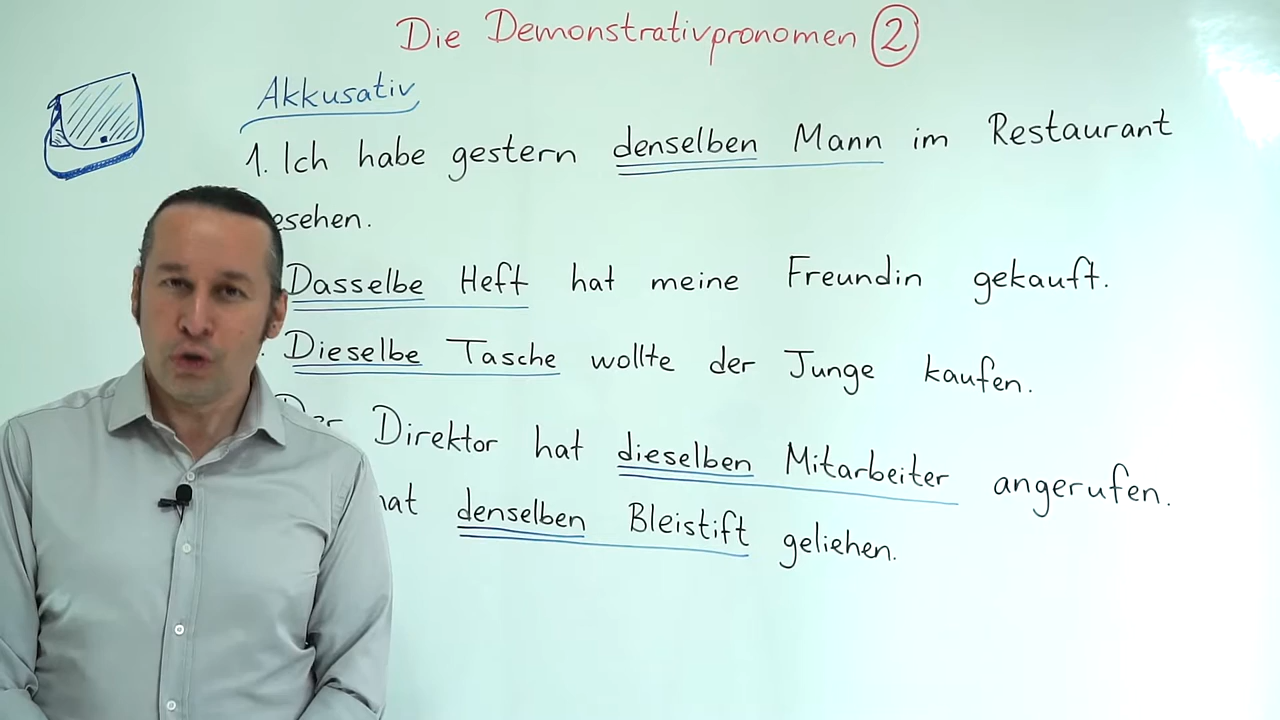 Die Demonstrativpronomen 2
Akkusativ
1. Ich habe gestern denselben Mann im Restaurant
esehen.
Dasselbe Heft hat meine Freundin gekauft.
Dieselbe Tasche wollte der Junge kaufen.
Der Direktor hat dieselben Mitarbeiter angerufen.
hat denselben Bleistift geliehen.